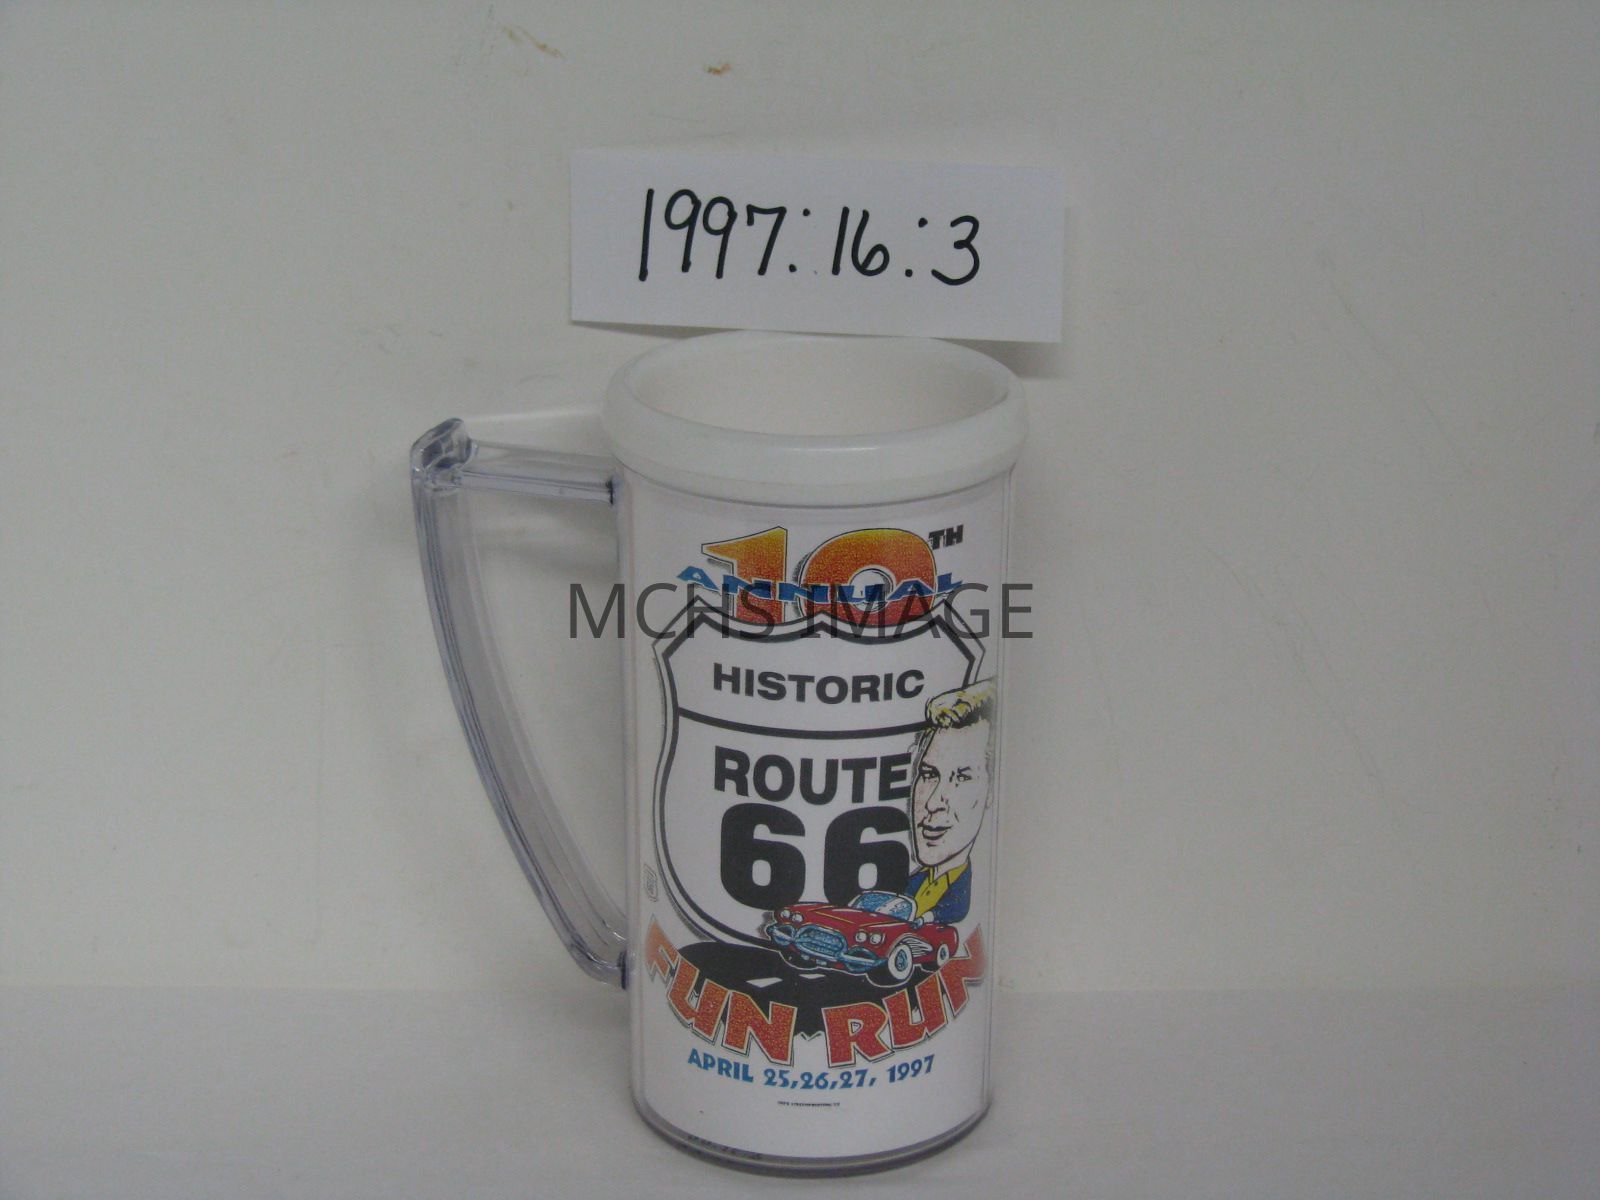 1997:16:3
10TH
ANNUAL
MCHS IMAGE
HISTORIC
ROUTE
66
FUN RUN
APRIL 25,26,27, 1997